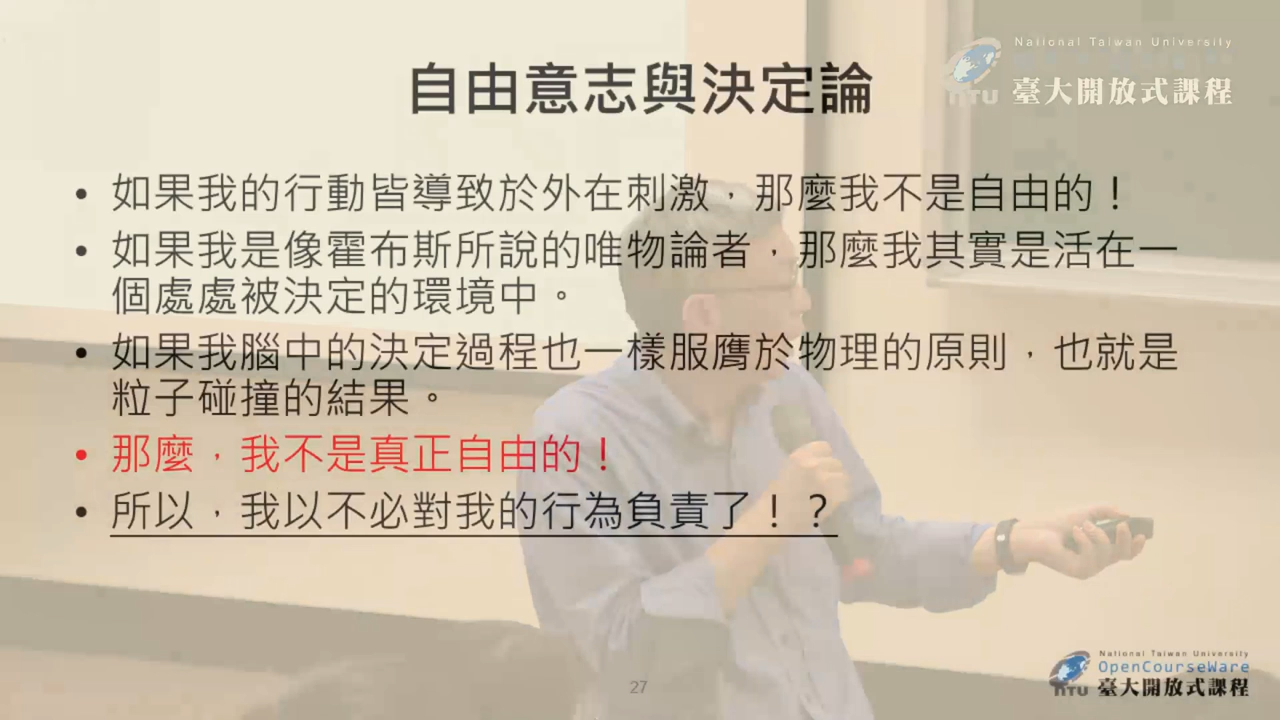 National Taiwan University
臺大開放式課程
NTU
自由意志與決定論
• 如果我的行動皆導致於外在刺激，那麼我不是自由的！
• 如果我是像霍布斯所說的唯物論者，那麼我其實是活在一
個處處被決定的環境中。
• 如果我腦中的決定過程也一樣服膺於物理的原則，也就是
粒子碰撞的結果。
• 那麼，我不是真正自由的！
• 所以，我以不必對我的行為負責了！？
27
National Taiwan University
OpenCourseWare
NTU 臺大開放式課程